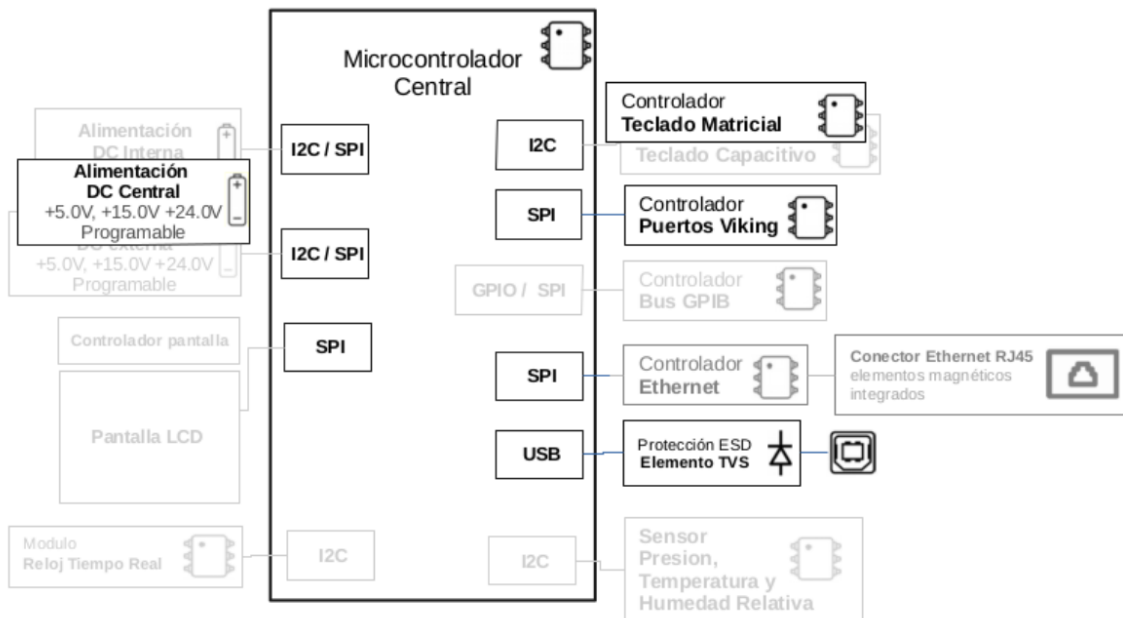 Microcontrolador
Central
Alimentación
DC Interna
Alimentación
DC Central
+5.0V, +15.0V +24.0V
Programable
DC externa
+5.0V, +15.0V +24.0V
Programable
Controlador pantalla
Pantalla LCD
Modulo
Reloj Tiempo Real
I2C / SPI
I2C / SPI
SPI
I2C
I2C
SPI
GPIO / SPI
SPI
USB
I2C
Controlador
Teclado Matricial
Teclado Capacitivo
Controlador
Puertos Viking
Controlador
Bus GPIB
Controlador
Ethernet
Conector Ethernet RJ45
elementos magnéticos
integrados
Protección ESD
Elemento TVS
Sensor
Presion,
Temperatura y
Humedad Relativa